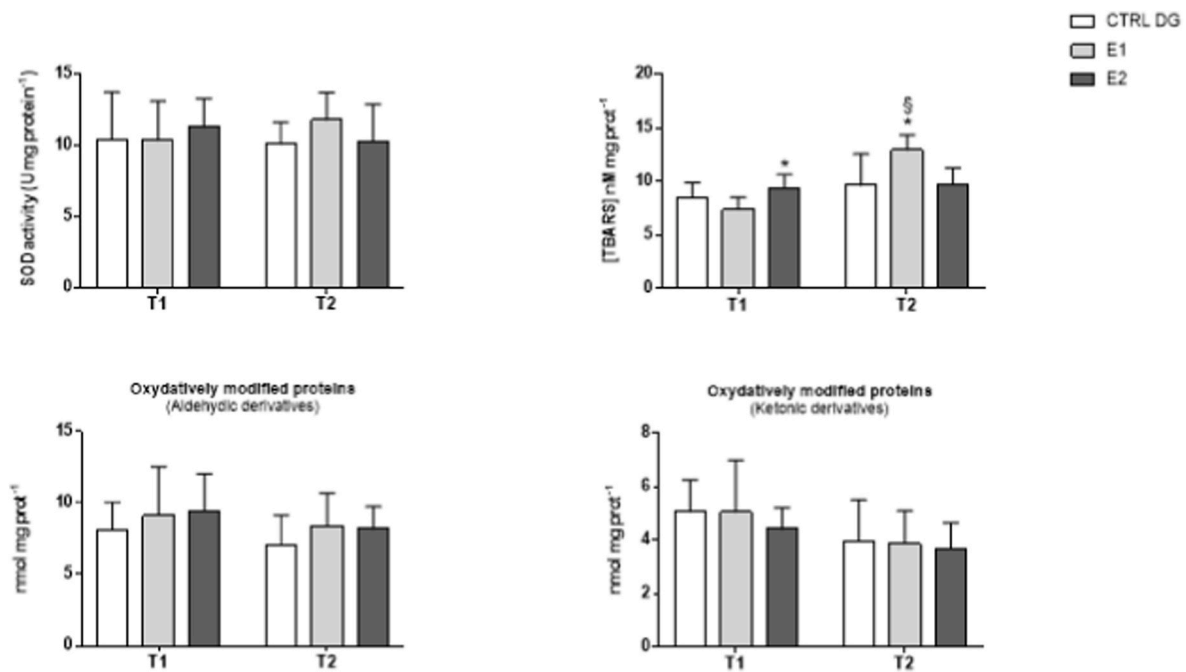 CTRL DG
E1
E2
SOD activity (U mg protein⁻¹)
15
10
5
0
T1 T2
[TBARS] nM mg prot⁻¹
20
15
10
5
0
*
§
*
T1 T2
Oxydatively modified proteins
(Aldehydic derivatives)
nmol mg prot⁻¹
15
10
5
0
T1 T2
Oxydatively modified proteins
(Ketonic derivatives)
nmol mg prot⁻¹
8
6
4
2
0
T1 T2